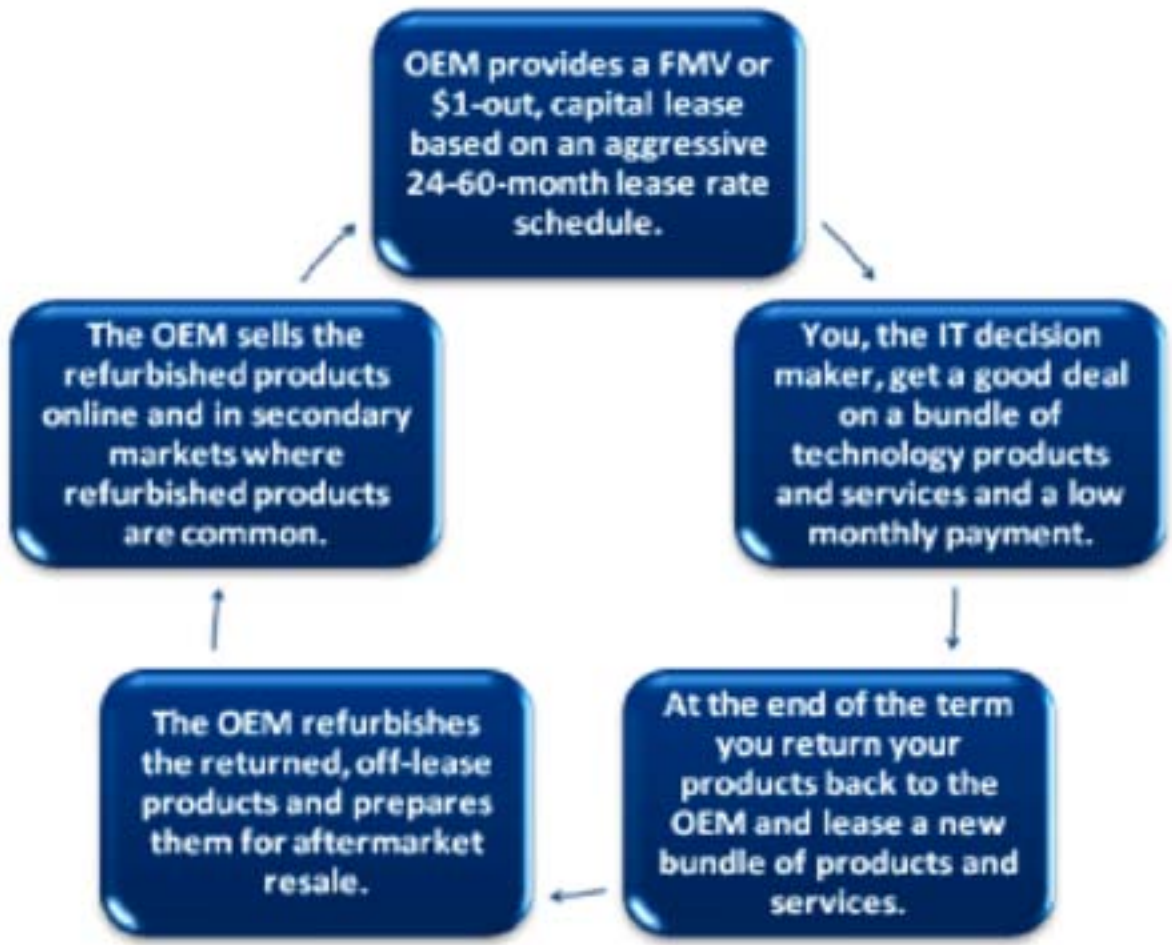 OEM provides a FMV or
$1-out, capital lease
based on an aggressive
24-60-month lease rate
schedule.
You, the IT decision
maker, get a good deal
on a bundle of
technology products
and services and a low
monthly payment.
At the end of the term
you return your
products back to the
OEM and lease a new
bundle of products and
services.
The OEM refurbishes
the returned, off-lease
products and prepares
them for aftermarket
resale.
The OEM sells the
refurbished products
online and in secondary
markets where
refurbished products
are common.